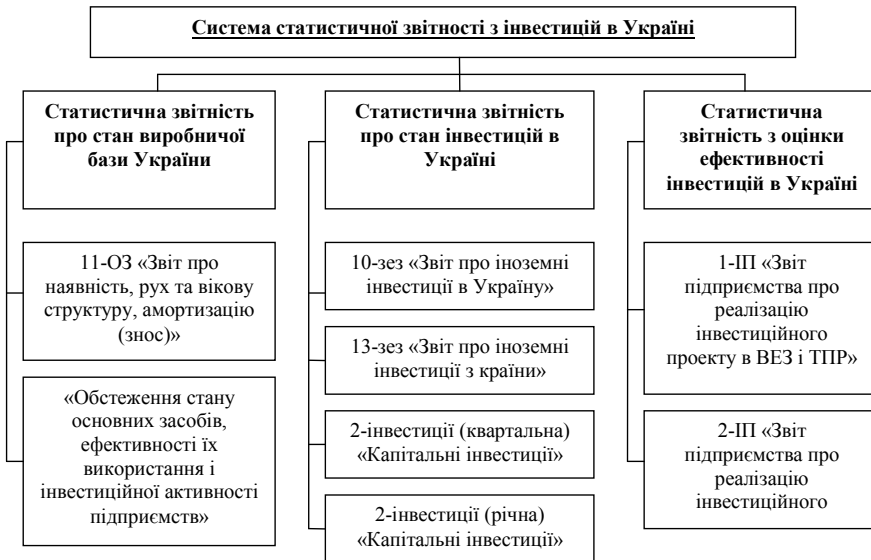 Система статистичної звітності з інвестицій в Україні
Статистична звітність
про стан виробничої
бази України
11-ОЗ «Звіт про
наявність, рух та вікову
структуру, амортизацію
(знос)»
«Обстеження стану
основних засобів,
ефективності їх
використання і
інвестиційної активності
підприємств»
Статистична звітність
про стан інвестицій в
Україні
10-зез «Звіт про іноземні
інвестиції в Україну»
13-зез «Звіт про іноземні
інвестиції з країни»
2-інвестиції (квартальна)
«Капітальні інвестиції»
2-інвестиції (річна)
«Капітальні інвестиції»
Статистична
звітність з оцінки
ефективності
інвестицій в Україні
1-ІП «Звіт
підприємства про
реалізацію
інвестиційного
проекту в ВЕЗ і ТПР»
2-ІП «Звіт
підприємства про
реалізацію
інвестиційного